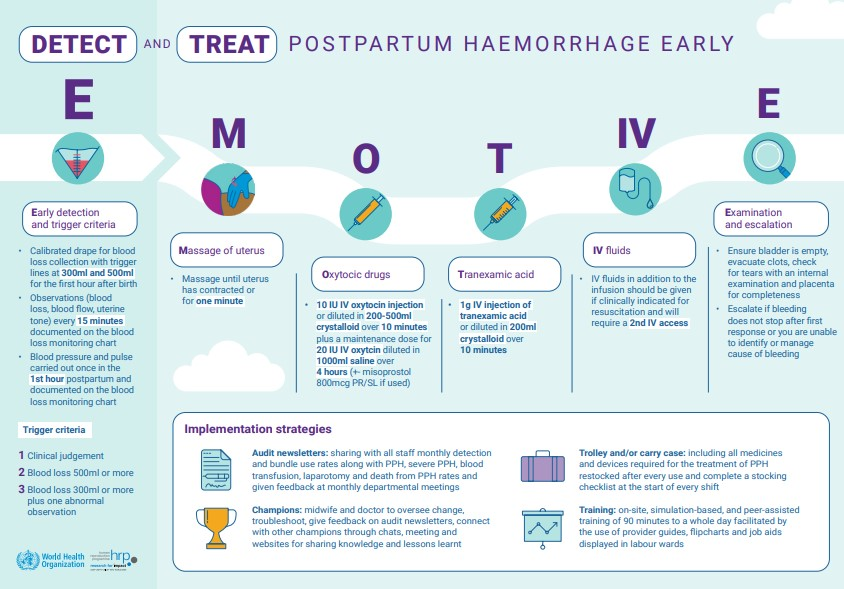 DETECT AND TREAT POSTPARTUM HAEMORRHAGE EARLY
E
Early detection
and trigger criteria
• Calibrated drape for blood
loss collection with trigger
lines at 300ml and 500ml
for the first hour after birth
• Observations (blood
loss, blood flow, uterine
tone) every 15 minutes
documented on the blood
loss monitoring chart
• Blood pressure and pulse
carried out once in the
1st hour postpartum and
documented on the blood
loss monitoring chart
Trigger criteria
1 Clinical judgement
2 Blood loss 500ml or more
3 Blood loss 300ml or more
plus one abnormal
observation
M
Massage of uterus
• Massage until uterus
has contracted or
for one minute
O
Oxytocic drugs
• 10 IU IV oxytocin injection
or diluted in 200-500ml
crystalloid over 10 minutes
plus a maintenance dose for
20 IU IV oxytcin diluted in
1000ml saline over
4 hours (+- misoprostol
800mcg PR/SL if used)
T
Tranexamic acid
• 1g IV injection of
tranexamic acid
or diluted in 200ml
crystalloid over
10 minutes
IV
IV fluids
• IV fluids in addition to the
infusion should be given
if clinically indicated for
resuscitation and will
require a 2nd IV access
E
Examination
and escalation
• Ensure bladder is empty,
evacuate clots, check
for tears with an internal
examination and placenta
for completeness
• Escalate if bleeding
does not stop after first
response or you are unable
to identify or manage
cause of bleeding
Implementation strategies
Audit newsletters: sharing with all staff monthly detection
and bundle use rates along with PPH, severe PPH, blood
transfusion, laparotomy and death from PPH rates and
given feedback at monthly departmental meetings
Champions: midwife and doctor to oversee change,
troubleshoot, give feedback on audit newsletters, connect
with other champions through chats, meeting and
websites for sharing knowledge and lessons learnt
Trolley and/or carry case: including all medicines
and devices required for the treatment of PPH
restocked after every use and complete a stocking
checklist at the start of every shift
Training: on-site, simulation-based, and peer-assisted
training of 90 minutes to a whole day facilitated by
the use of provider guides, flipcharts and job aids
displayed in labour wards
World Health
Organization
hrp
research for impact